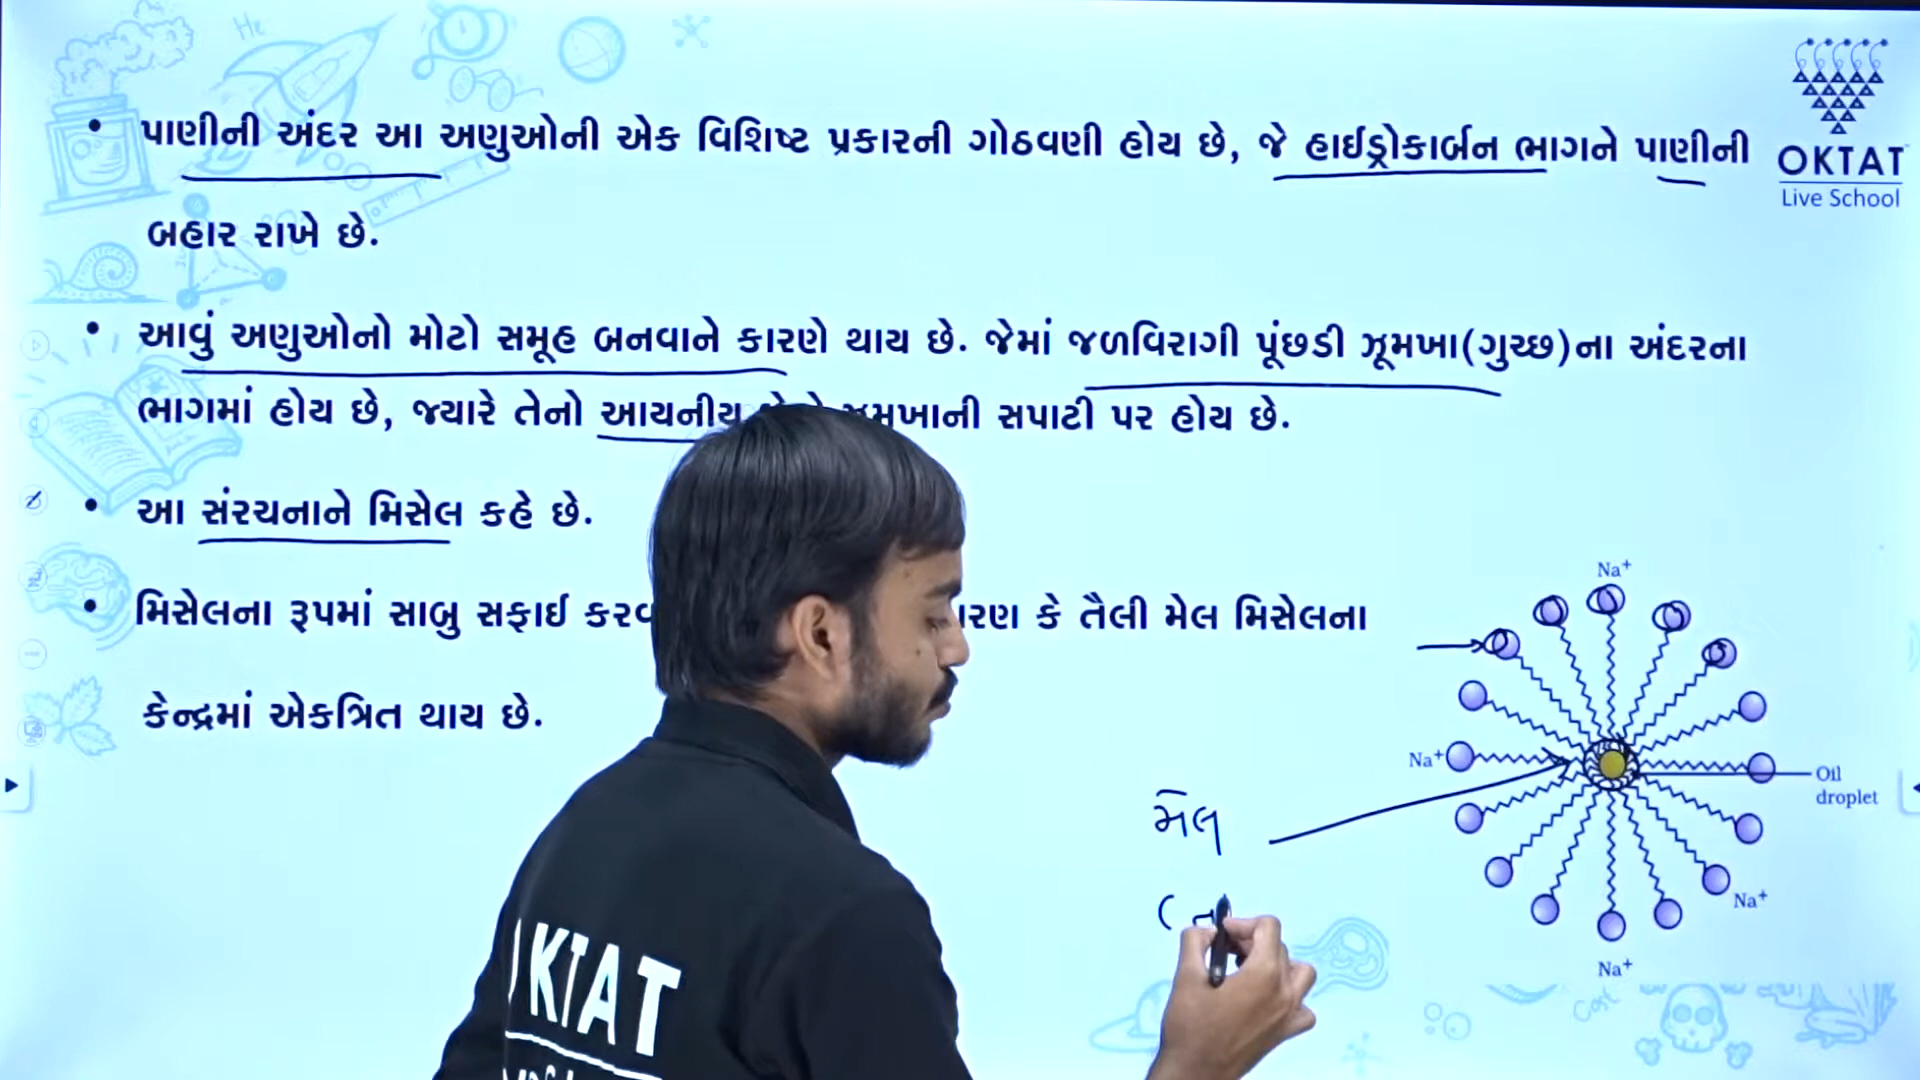 • પાણીની અંદર આ અણુઓની એક વિશિષ્ટ પ્રકારની ગોઠવણી હોય છે, જે હાઈડ્રોકાર્બન ભાગને પાણીની
બહાર રાખે છે.
• આવું અણુઓનો મોટો સમૂહ બનવાને કારણે થાય છે. જેમાં જળવિરાગી પૂંછડી ઝૂમખા(ગુચ્છ)ના અંદરના
ભાગમાં હોય છે, જ્યારે તેનો આયનીય સપાટી પર હોય છે.
• આ સંરચનાને મિસેલ કહે છે.
• મિસેલના રૂપમાં સાબુ સફાઈ કે તૈલી મેલ મિસેલના
કેન્દ્રમાં એકત્રિત થાય છે.
OKTAT
Live School
He
Na⁺
Na⁺
Oil
droplet
Na⁺
Na⁺
મેલ
Cost
KTAT